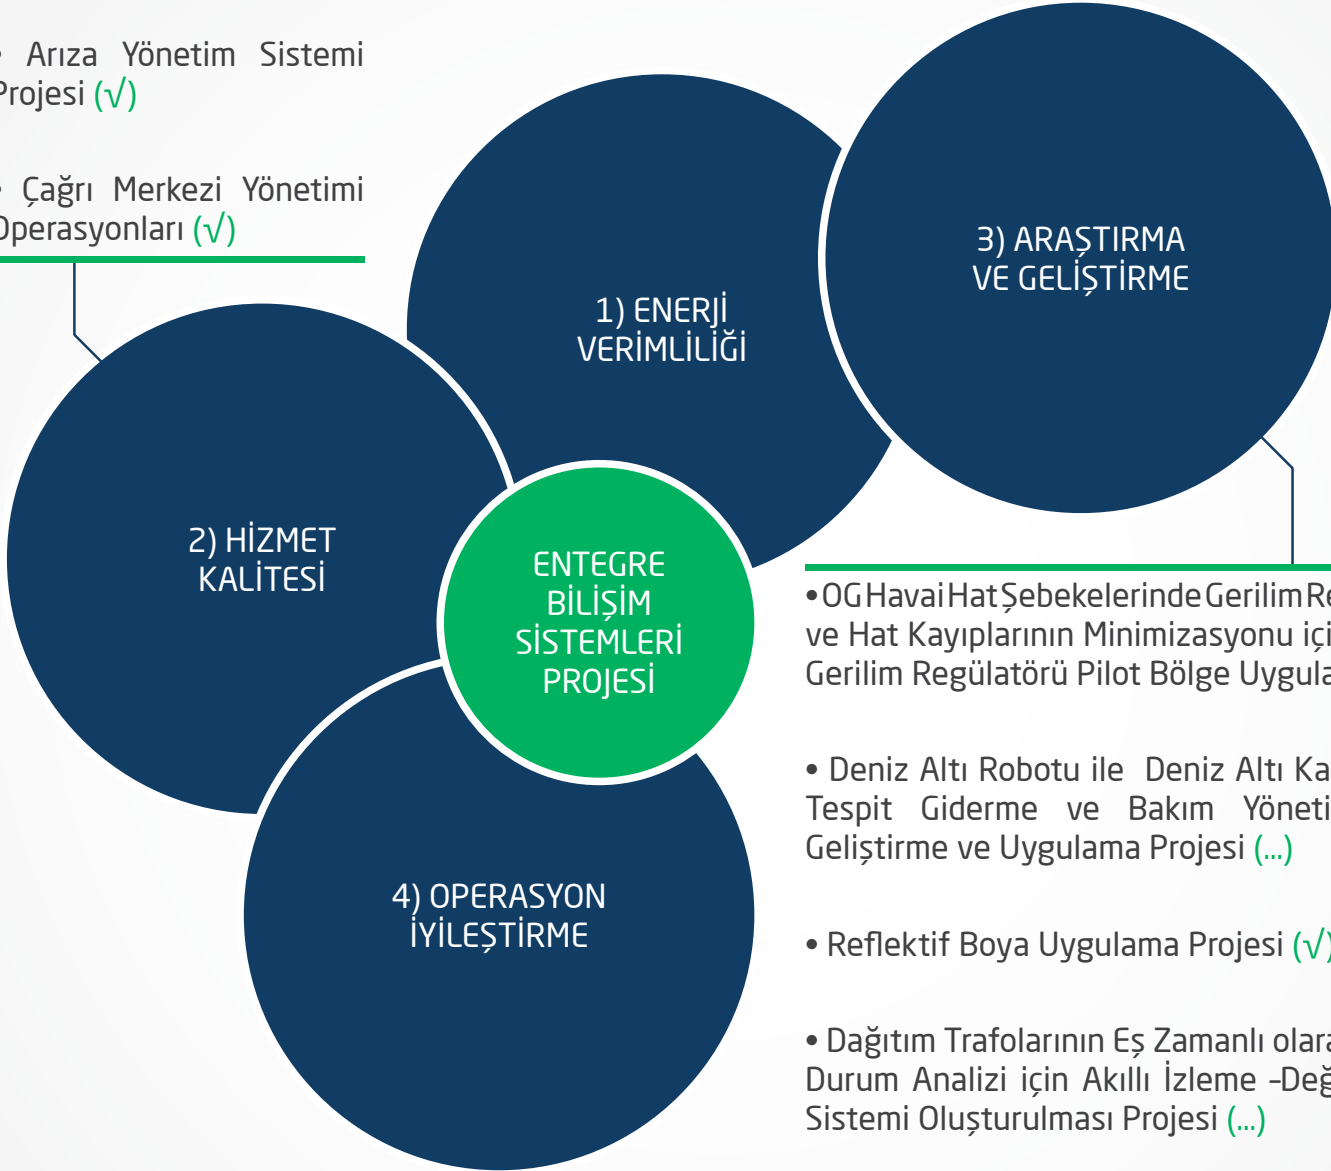 • Arıza Yönetim Sistemi
Projesi (√)
• Çağrı Merkezi Yönetimi
Operasyonları (√)
1) ENERJİ
VERİMLİLİĞİ
3) ARAŞTIRMA
VE GELİŞTİRME
2) HİZMET
KALİTESİ
ENTEGRE
BİLİŞİM
SİSTEMLERİ
PROJESİ
4) OPERASYON
İYİLEŞTİRME
• OG Havai Hat Şebekelerinde Gerilim
ve Hat Kayıplarının Minimizasyonu
Gerilim Regülatörü Pilot Bölge
• Deniz Altı Robotu ile Deniz Altı
Tespit Giderme ve Bakım
Geliştirme ve Uygulama Projesi (...)
• Reflektif Boya Uygulama Projesi (√)
• Dağıtım Trafolarının Eş Zamanlı
Durum Analizi için Akıllı İzleme –
Sistemi Oluşturulması Projesi (...)